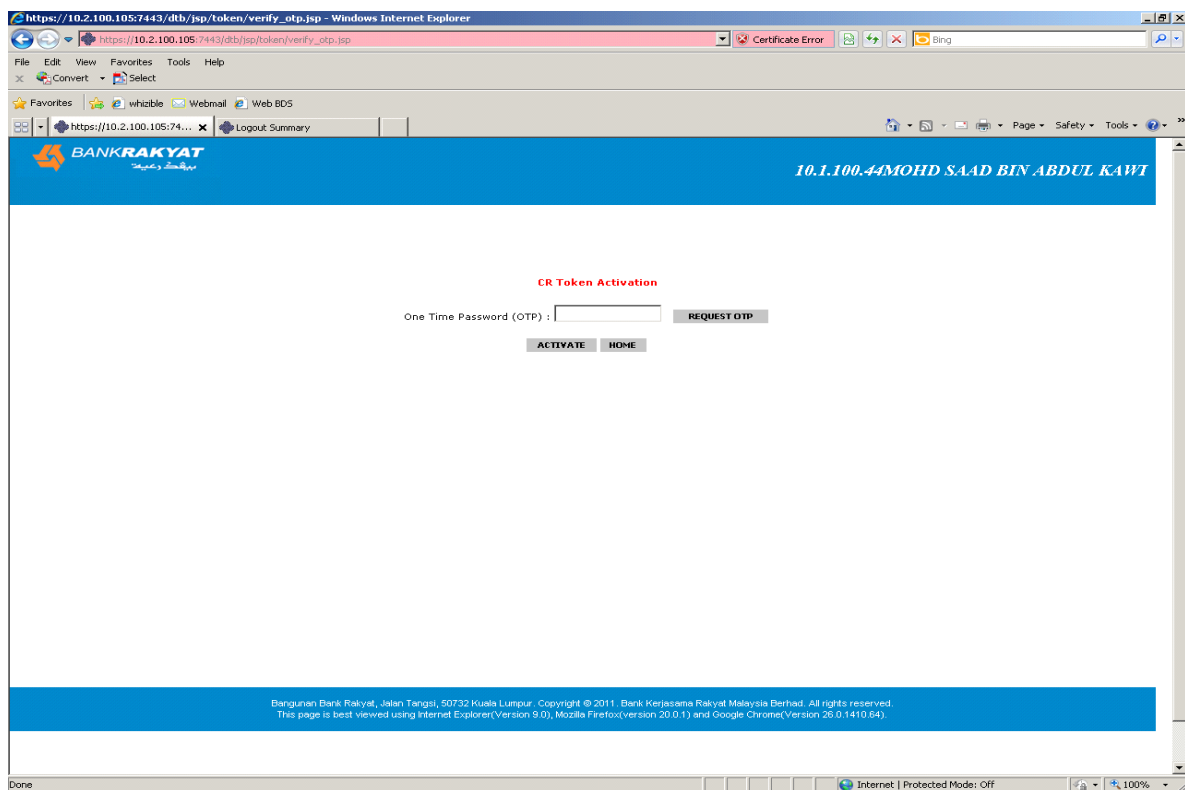 https://10.2.100.105:7443/dtb/jsp/token/verify_otp.jsp - Windows Internet Explorer
https://10.2.100.105:7443/dtb/jsp/token/verify_otp.jsp Certificate Error Bing
File Edit View Favorites Tools Help
x Convert Select
Favorites whizible Webmail Web BDS
https://10.2.100.105:74... x Logout Summary Page Safety Tools »
BANKRAKYAT
10.1.100.44MOHD SAAD BIN ABDUL KAWI
CR Token Activation
One Time Password (OTP) : REQUEST OTP
ACTIVATE HOME
Bangunan Bank Rakyat, Jalan Tangsi, 50732 Kuala Lumpur. Copyright © 2011. Bank Kerjasama Rakyat Malaysia Berhad. All rights reserved.
This page is best viewed using Internet Explorer(Version 9.0), Mozilla Firefox(version 20.0.1) and Google Chrome(Version 26.0.1410.64).
Done Internet | Protected Mode: Off 100%